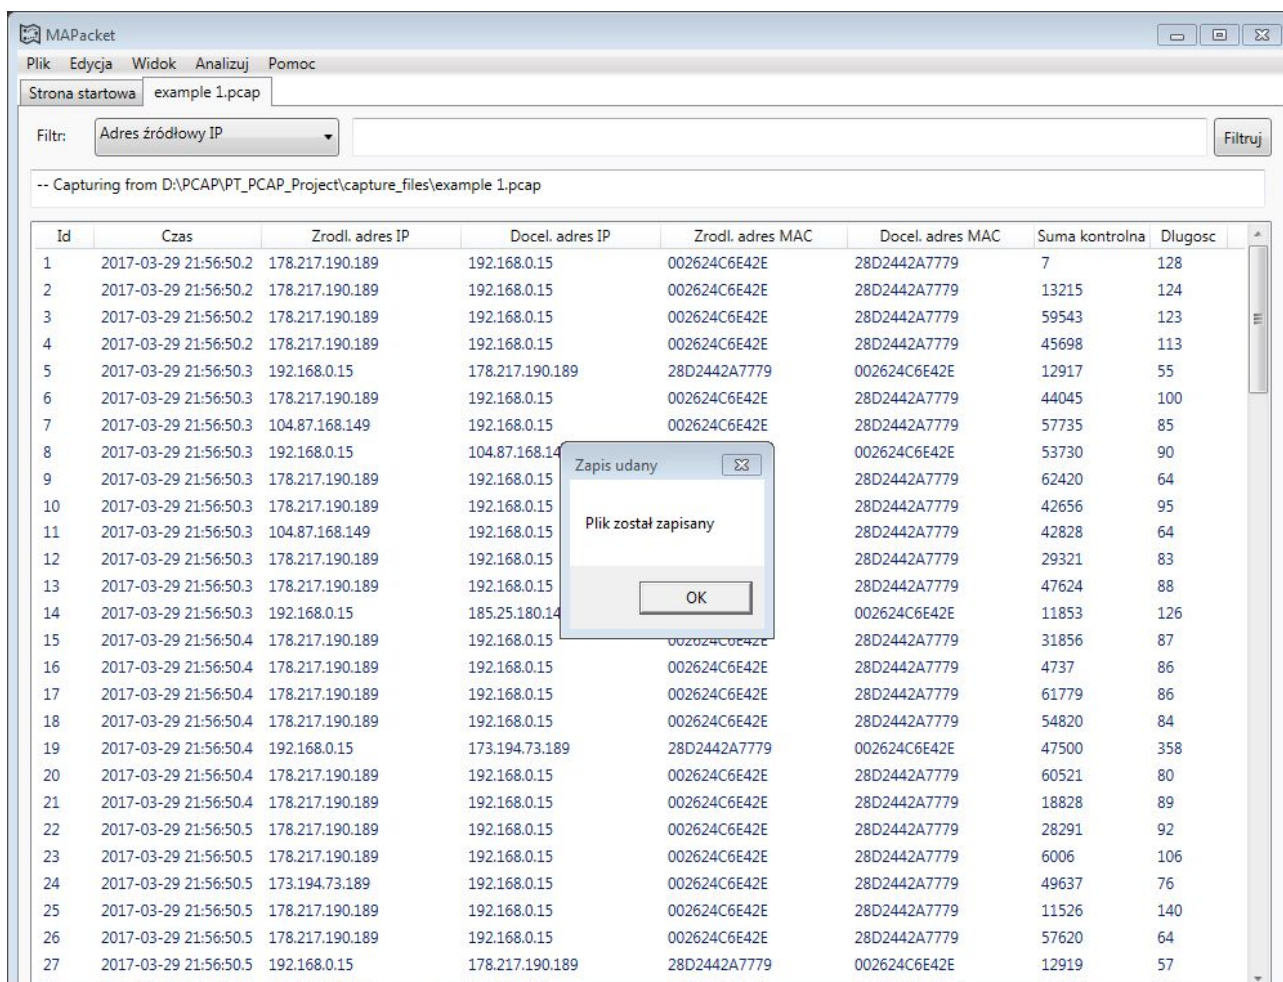 MAPacket
Plik Edycja Widok Analizuj Pomoc
Strona startowa example 1.pcap
Filtr: Adres źródłowy IP Filtruj
-- Capturing from D:\PCAP\PT_PCAP_Project\capture_files\example 1.pcap
Id Czas Zrodl. adres IP Docel. adres IP Zrodl. adres MAC Docel. adres MAC Suma kontrolna Dlugosc
1 2017-03-29 21:56:50.2 178.217.190.189 192.168.0.15 002624C6E42E 28D2442A7779 7 128
2 2017-03-29 21:56:50.2 178.217.190.189 192.168.0.15 002624C6E42E 28D2442A7779 13215 124
3 2017-03-29 21:56:50.2 178.217.190.189 192.168.0.15 002624C6E42E 28D2442A7779 59543 123
4 2017-03-29 21:56:50.2 178.217.190.189 192.168.0.15 002624C6E42E 28D2442A7779 45698 113
5 2017-03-29 21:56:50.3 192.168.0.15 178.217.190.189 28D2442A7779 002624C6E42E 12917 55
6 2017-03-29 21:56:50.3 178.217.190.189 192.168.0.15 002624C6E42E 28D2442A7779 44045 100
7 2017-03-29 21:56:50.3 104.87.168.149 192.168.0.15 002624C6E42E 28D2442A7779 57735 85
8 2017-03-29 21:56:50.3 192.168.0.15 104.87.168.14 002624C6E42E 53730 90
9 2017-03-29 21:56:50.3 178.217.190.189 192.168.0.15 28D2442A7779 62420 64
10 2017-03-29 21:56:50.3 178.217.190.189 192.168.0.15 28D2442A7779 42656 95
11 2017-03-29 21:56:50.3 104.87.168.149 192.168.0.15 28D2442A7779 42828 64
12 2017-03-29 21:56:50.3 178.217.190.189 192.168.0.15 28D2442A7779 29321 83
13 2017-03-29 21:56:50.3 178.217.190.189 192.168.0.15 28D2442A7779 47624 88
14 2017-03-29 21:56:50.3 192.168.0.15 185.25.180.14 002624C6E42E 11853 126
15 2017-03-29 21:56:50.4 178.217.190.189 192.168.0.15 002624C6E42E 28D2442A7779 31856 87
16 2017-03-29 21:56:50.4 178.217.190.189 192.168.0.15 002624C6E42E 28D2442A7779 4737 86
17 2017-03-29 21:56:50.4 178.217.190.189 192.168.0.15 002624C6E42E 28D2442A7779 61779 86
18 2017-03-29 21:56:50.4 178.217.190.189 192.168.0.15 002624C6E42E 28D2442A7779 54820 84
19 2017-03-29 21:56:50.4 192.168.0.15 173.194.73.189 28D2442A7779 002624C6E42E 47500 358
20 2017-03-29 21:56:50.4 178.217.190.189 192.168.0.15 002624C6E42E 28D2442A7779 60521 80
21 2017-03-29 21:56:50.4 178.217.190.189 192.168.0.15 002624C6E42E 28D2442A7779 18828 89
22 2017-03-29 21:56:50.5 178.217.190.189 192.168.0.15 002624C6E42E 28D2442A7779 28291 92
23 2017-03-29 21:56:50.5 178.217.190.189 192.168.0.15 002624C6E42E 28D2442A7779 6006 106
24 2017-03-29 21:56:50.5 173.194.73.189 192.168.0.15 002624C6E42E 28D2442A7779 49637 76
25 2017-03-29 21:56:50.5 178.217.190.189 192.168.0.15 002624C6E42E 28D2442A7779 11526 140
26 2017-03-29 21:56:50.5 178.217.190.189 192.168.0.15 002624C6E42E 28D2442A7779 57620 64
27 2017-03-29 21:56:50.5 192.168.0.15 178.217.190.189 28D2442A7779 002624C6E42E 12919 57
Zapis udany
Plik został zapisany
OK